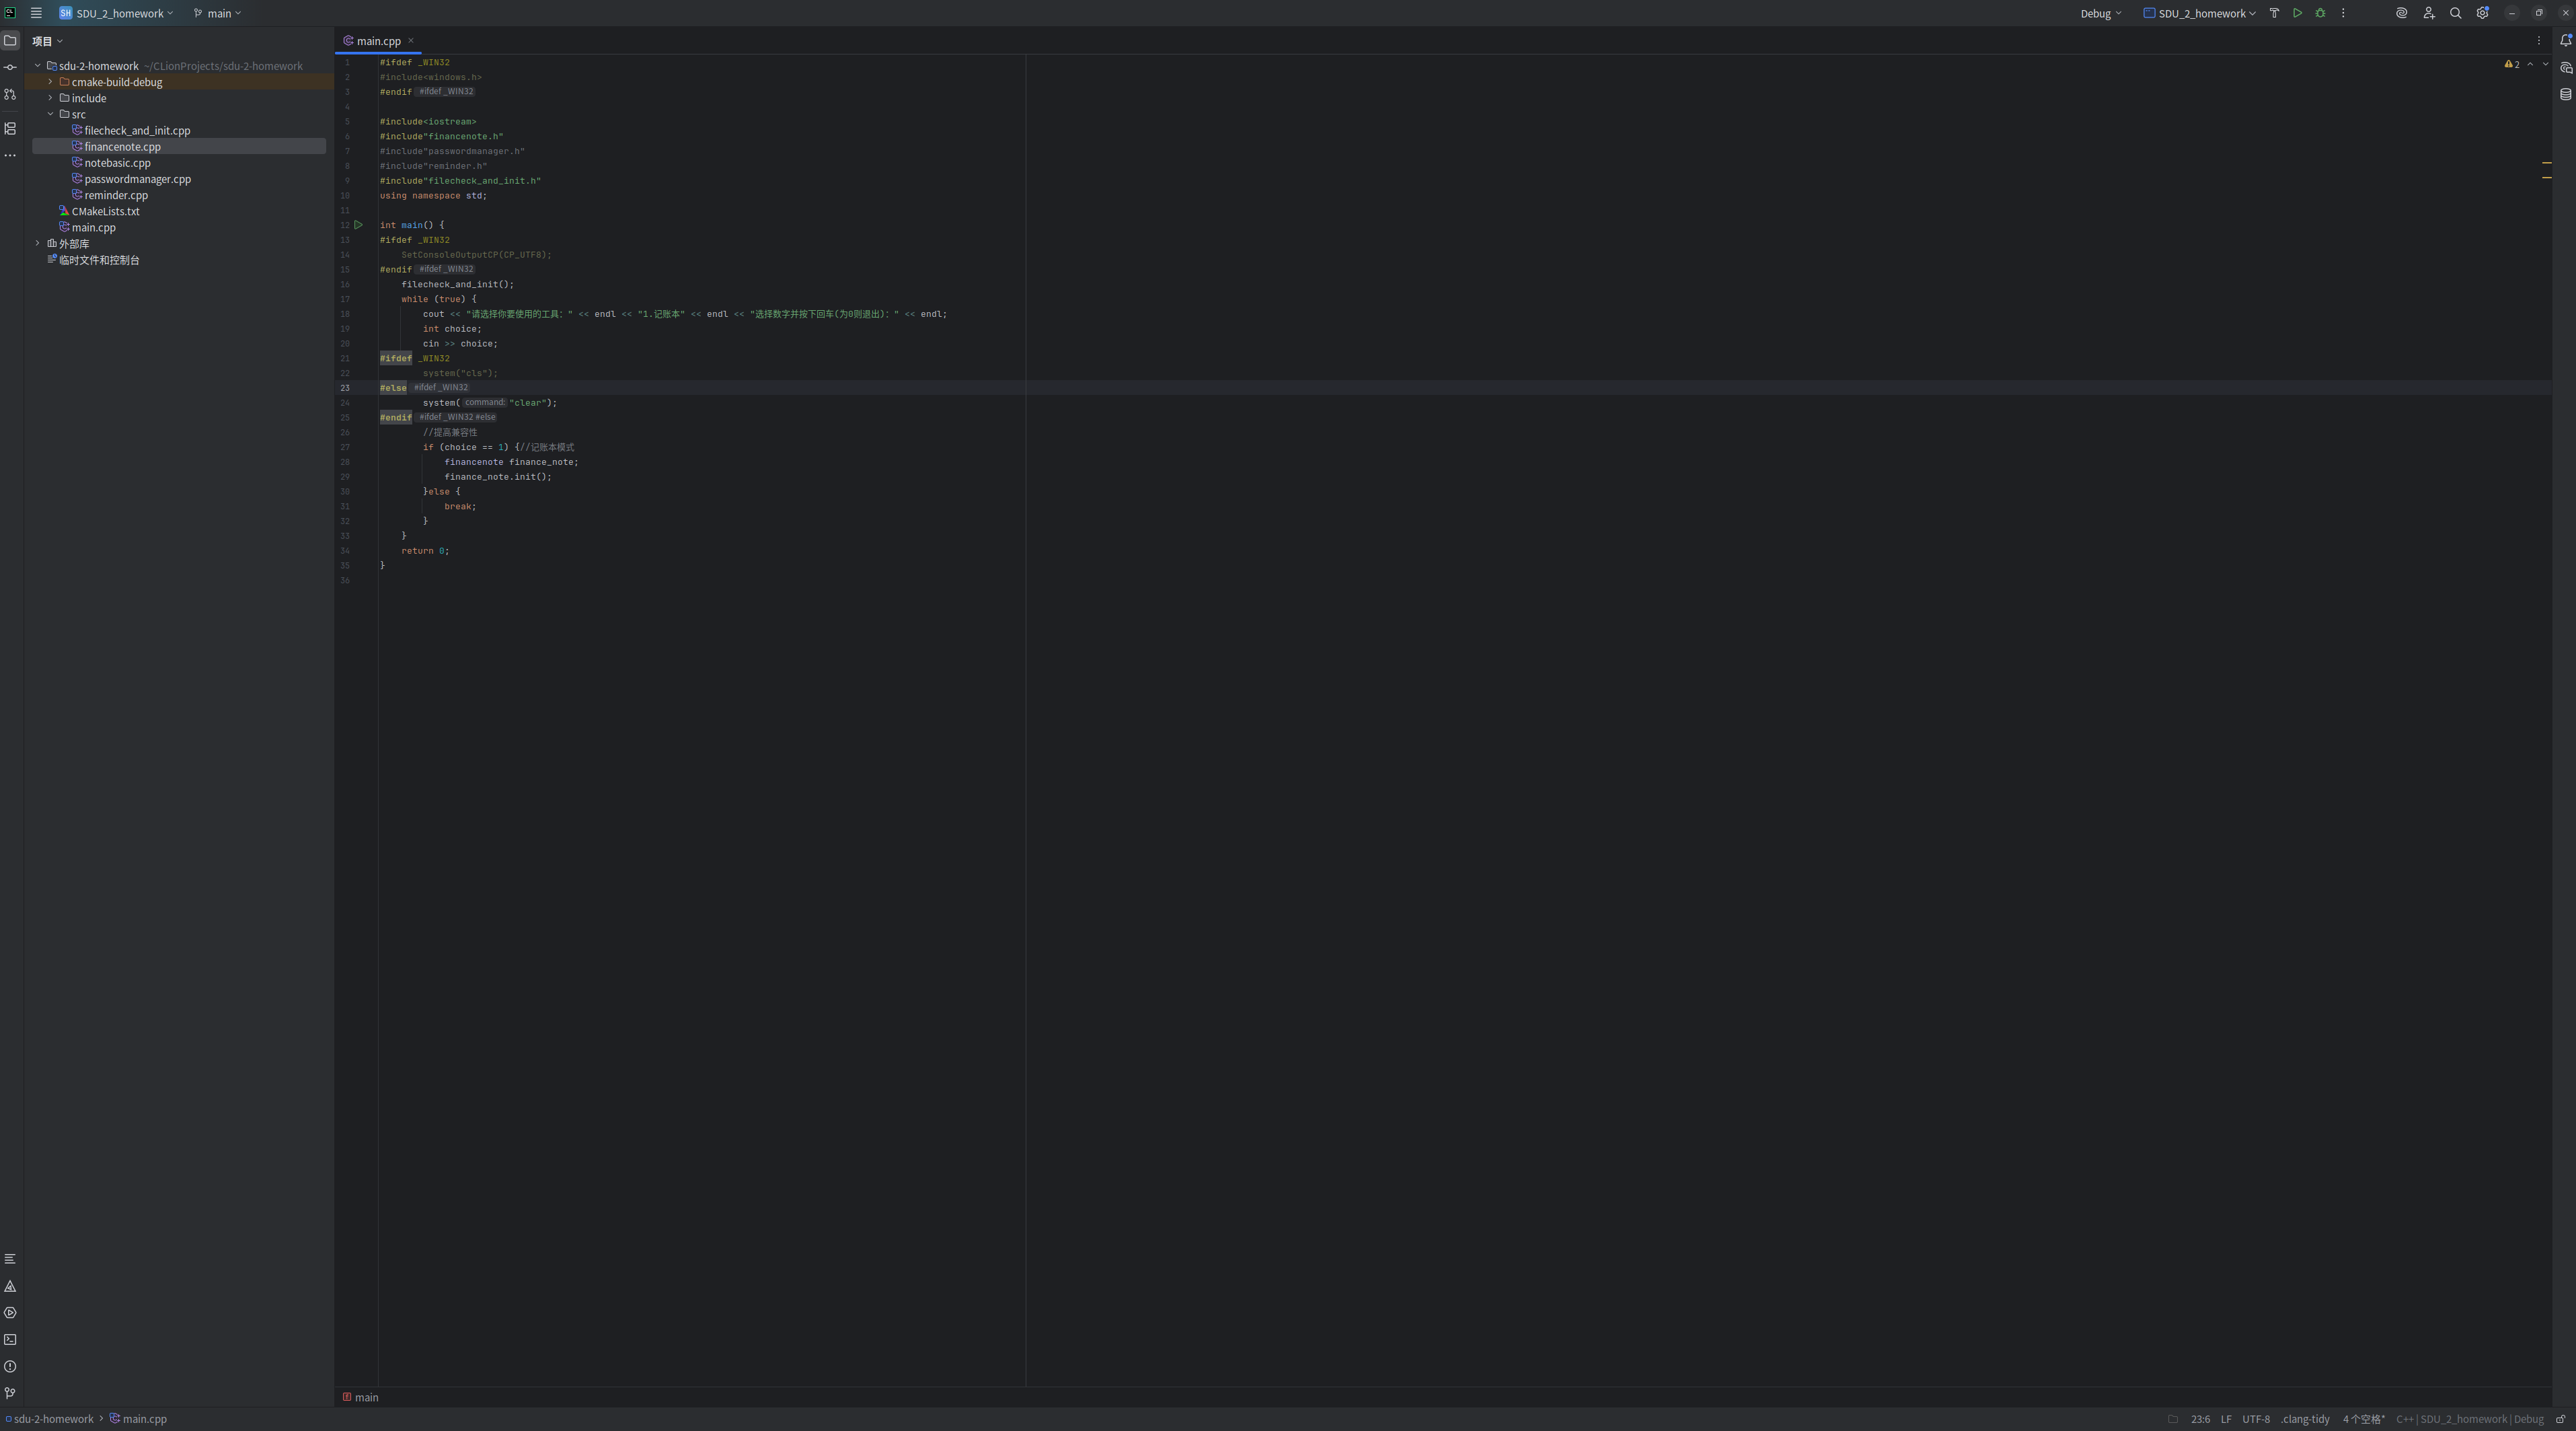 CL SH SDU_2_homework main Debug SDU_2_homework
项目
main.cpp
sdu-2-homework ~/CLionProjects/sdu-2-homework
cmake-build-debug
include
src
filecheck_and_init.cpp
financenote.cpp
notebasic.cpp
passwordmanager.cpp
reminder.cpp
CMakeLists.txt
main.cpp
外部库
临时文件和控制台
2
1 #ifdef _WIN32
2 #include<windows.h>
3 #endif #ifdef _WIN32
4
5 #include<iostream>
6 #include"financenote.h"
7 #include"passwordmanager.h"
8 #include"reminder.h"
9 #include"filecheck_and_init.h"
10 using namespace std;
11
12 int main() {
13 #ifdef _WIN32
14 SetConsoleOutputCP(CP_UTF8);
15 #endif #ifdef _WIN32
16 filecheck_and_init();
17 while (true) {
18 cout << "请选择你要使用的工具：" << endl << "1.记账本" << endl << "选择数字并按下回车(为0则退出)：" << endl;
19 int choice;
20 cin >> choice;
21 #ifdef _WIN32
22 system("cls");
23 #else #ifdef _WIN32
24 system( command: "clear");
25 #endif #ifdef _WIN32 #else
26 //提高兼容性
27 if (choice == 1) {//记账本模式
28 financenote finance_note;
29 finance_note.init();
30 }else {
31 break;
32 }
33 }
34 return 0;
35 }
36
main
sdu-2-homework main.cpp 23:6 LF UTF-8 .clang-tidy 4 个空格* C++ | SDU_2_homework | Debug